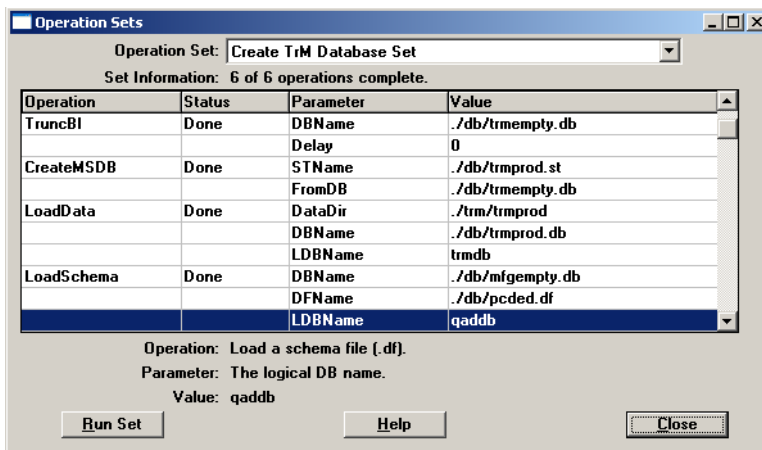 Operation Sets
Operation Set: Create TrM Database Set
Set Information: 6 of 6 operations complete.
Operation Status Parameter Value
TruncBI Done DBName ./db/trmempty.db
Delay 0
CreateMSDB Done STName ./db/trmprod.st
FromDB ./db/trmempty.db
LoadData Done DataDir ./trm/trmprod
DBName ./db/trmprod.db
LDBName trmdb
LoadSchema Done DBName ./db/mfgempty.db
DFName ./db/pcded.df
LDBName qaddb
Operation: Load a schema file (.df).
Parameter: The logical DB name.
Value: qaddb
Run Set Help Close